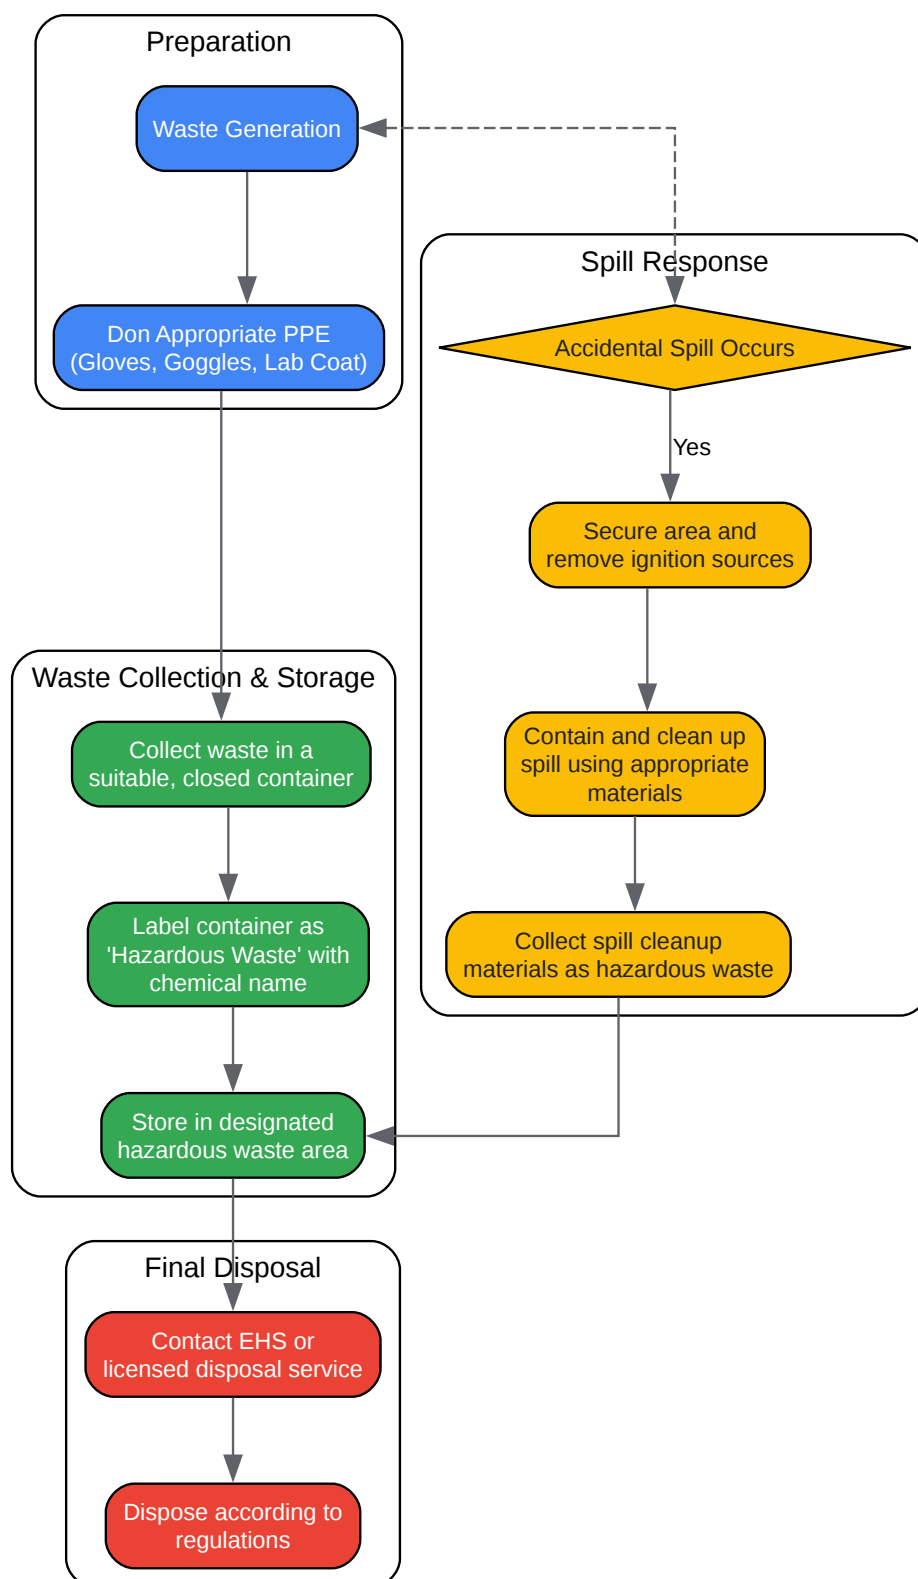 Preparation
Waste Generation
Don Appropriate PPE
(Gloves, Goggles, Lab Coat)
Spill Response
Accidental Spill Occurs
Yes
Secure area and
remove ignition sources
Contain and clean up
spill using appropriate
materials
Collect spill cleanup
materials as hazardous waste
Waste Collection & Storage
Collect waste in a
suitable, closed container
Label container as
'Hazardous Waste' with
chemical name
Store in designated
hazardous waste area
Final Disposal
Contact EHS or
licensed disposal service
Dispose according to
regulations